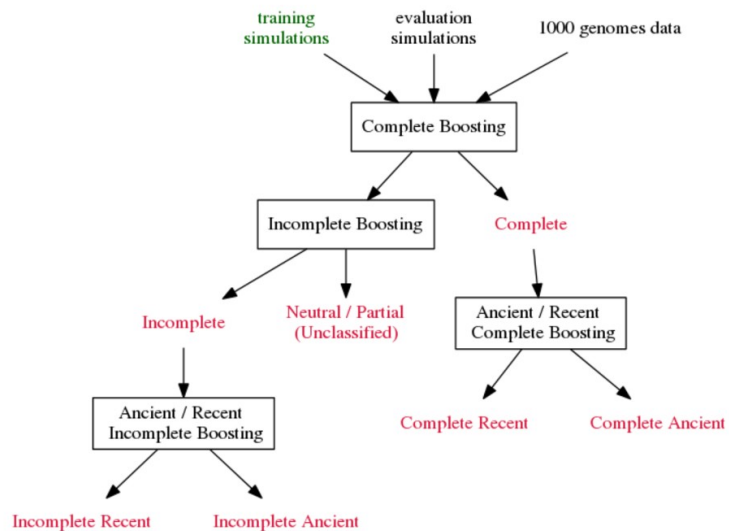 training
simulations
evaluation
simulations
1000 genomes data
Complete Boosting
Incomplete Boosting
Complete
Incomplete
Neutral / Partial
(Unclassified)
Ancient / Recent
Complete Boosting
Ancient / Recent
Incomplete Boosting
Complete Recent
Complete Ancient
Incomplete Recent
Incomplete Ancient